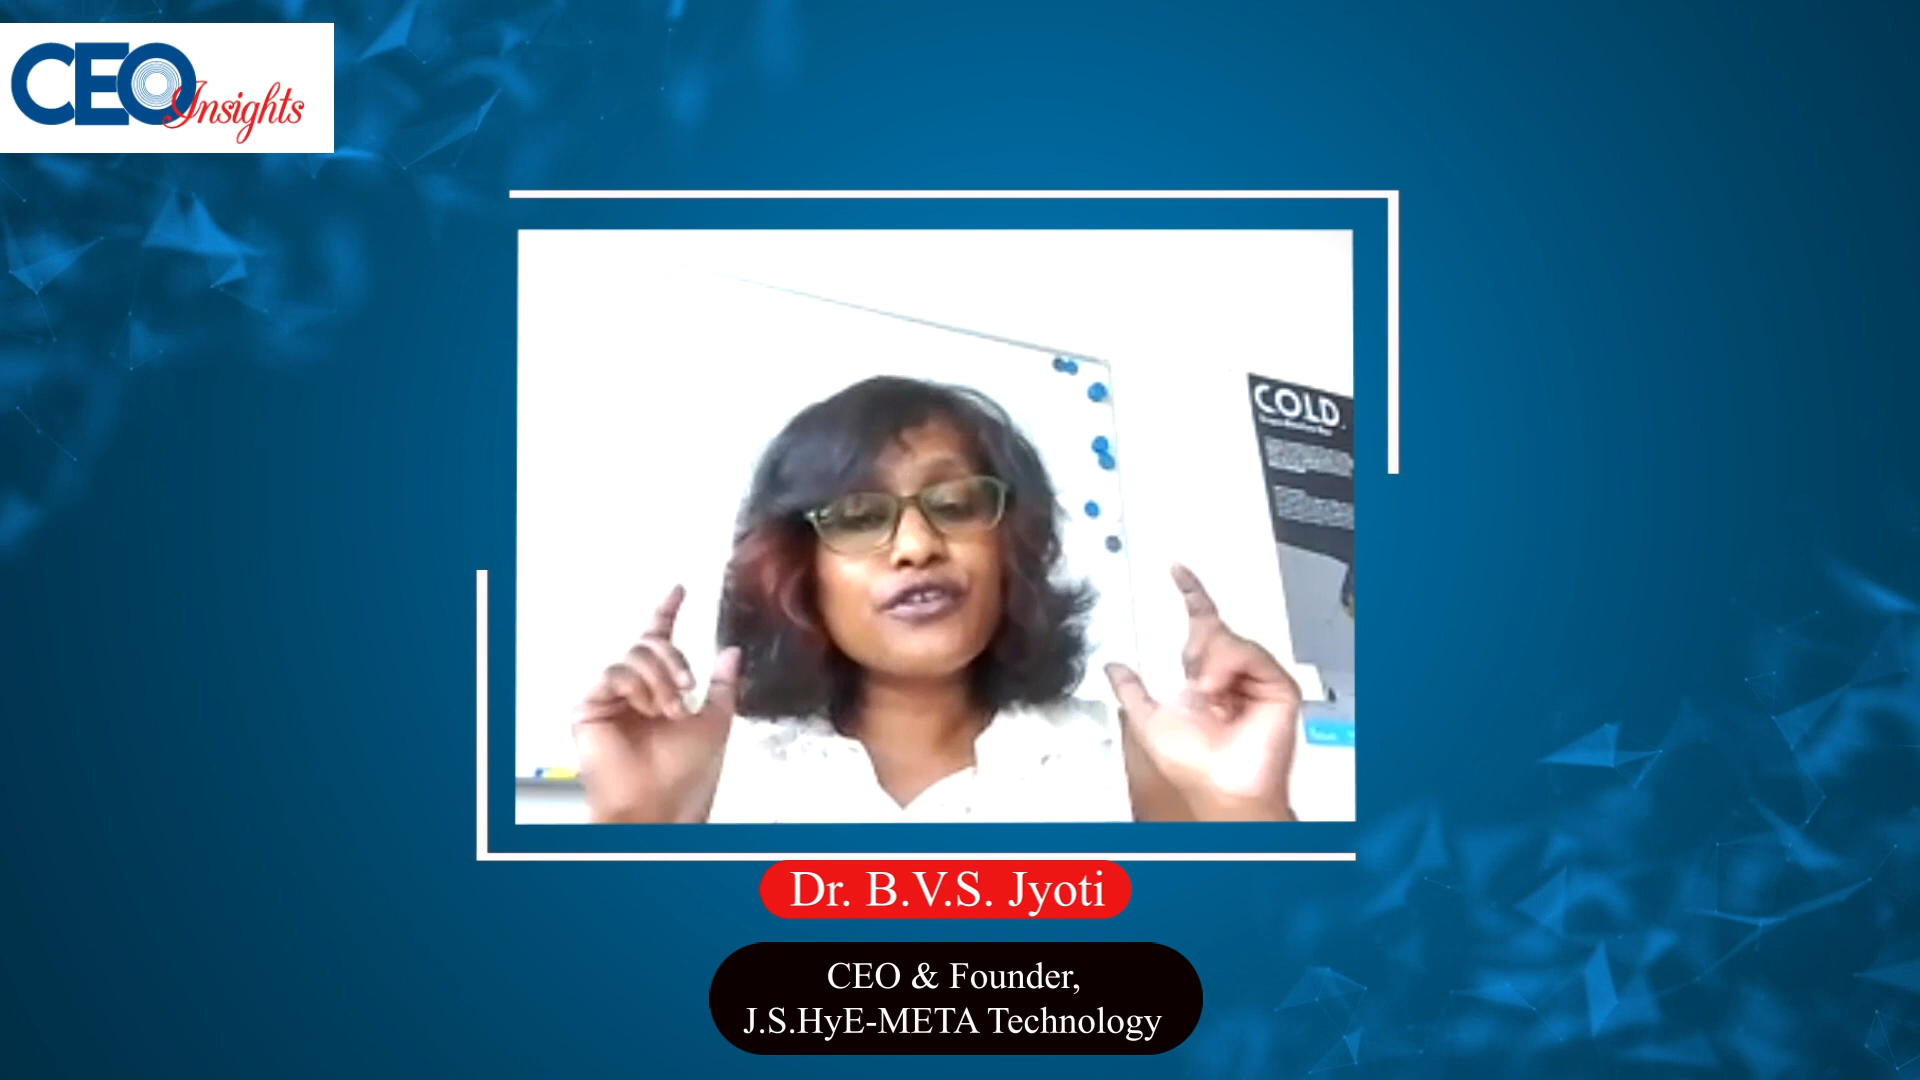 CEO Insights
COLD.
Dr. B.V.S. Jyoti
CEO & Founder,
J.S.HyE-META Technology